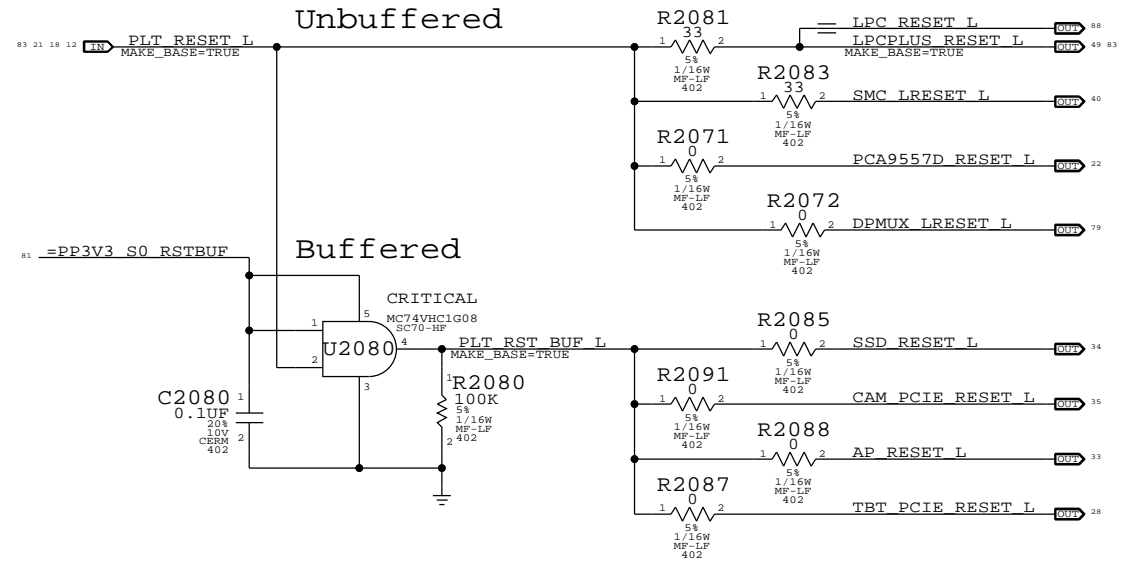 Unbuffered
83 21 18 12 IN PLT_RESET_L
MAKE_BASE=TRUE
R2081
33
1 2
5%
1/16W
MF-LF
402
LPC_RESET_L OUT 88
LPCPLUS_RESET_L OUT 49 83
MAKE_BASE=TRUE
R2083
33
1 2
5%
1/16W
MF-LF
402
SMC_LRESET_L OUT 40
R2071
0
1 2
5%
1/16W
MF-LF
402
PCA9557D_RESET_L OUT 22
R2072
0
1 2
5%
1/16W
MF-LF
402
DPMUX_LRESET_L OUT 79
Buffered
81 =PP3V3_S0_RSTBUF
CRITICAL
MC74VHC1G08
SC70-HF
5
1
U2080
4
2
3
PLT_RST_BUF_L
MAKE_BASE=TRUE
C2080
0.1UF
20%
10V
CERM
402
1
2
R2080
100K
5%
1/16W
MF-LF
402
1
2
R2085
0
1 2
5%
1/16W
MF-LF
402
SSD_RESET_L OUT 34
R2091
0
1 2
5%
1/16W
MF-LF
402
CAM_PCIE_RESET_L OUT 35
R2088
0
1 2
5%
1/16W
MF-LF
402
AP_RESET_L OUT 33
R2087
0
1 2
5%
1/16W
MF-LF
402
TBT_PCIE_RESET_L OUT 28